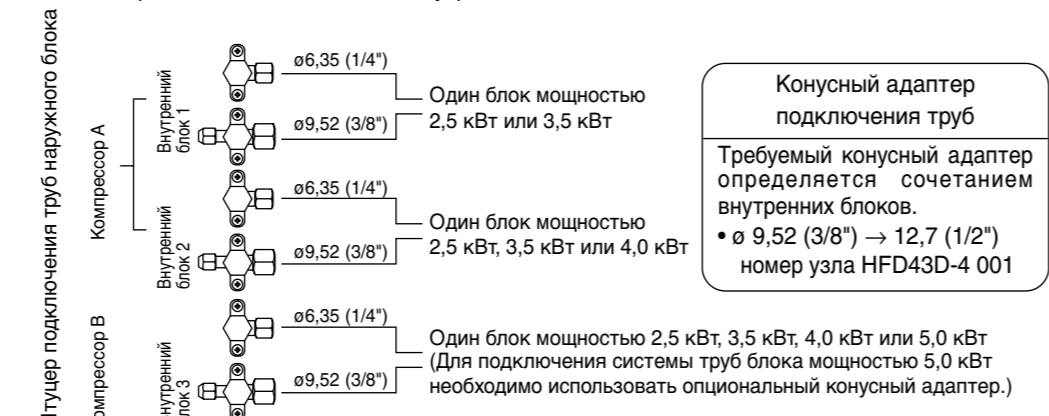 подключения труб наружного блока
Компрессор A
Внутренний
блок 1
ø6,35 (1/4")
ø9,52 (3/8")
Один блок мощностью
2,5 кВт или 3,5 кВт
Внутренний
блок 2
ø6,35 (1/4")
ø9,52 (3/8")
Один блок мощностью
2,5 кВт, 3,5 кВт или 4,0 кВт
B
3
ø6,35 (1/4")
ø9,52 (3/8")
Один блок мощностью 2,5 кВт, 3,5 кВт, 4,0 кВт или 5,0 кВт
(Для подключения системы труб блока мощностью 5,0 кВт
необходимо использовать опциональный конусный адаптер.)
Конусный адаптер
подключения труб
Требуемый конусный адаптер
определяется сочетанием
внутренних блоков.
• ø 9,52 (3/8") → 12,7 (1/2")
номер узла HFD43D-4 001